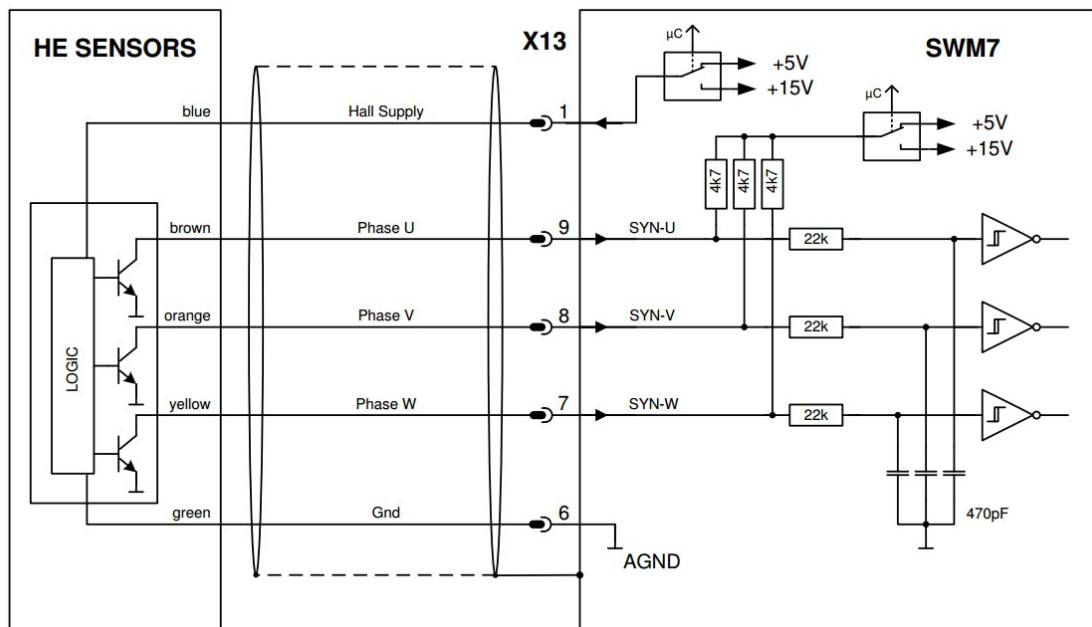 HE SENSORS
X13
SWM7
µC
+5V
+15V
µC
+5V
+15V
blue
Hall Supply
1
4k7
4k7
4k7
brown
Phase U
9
SYN-U
22k
orange
Phase V
8
SYN-V
22k
LOGIC
yellow
Phase W
7
SYN-W
22k
green
Gnd
6
470pF
AGND